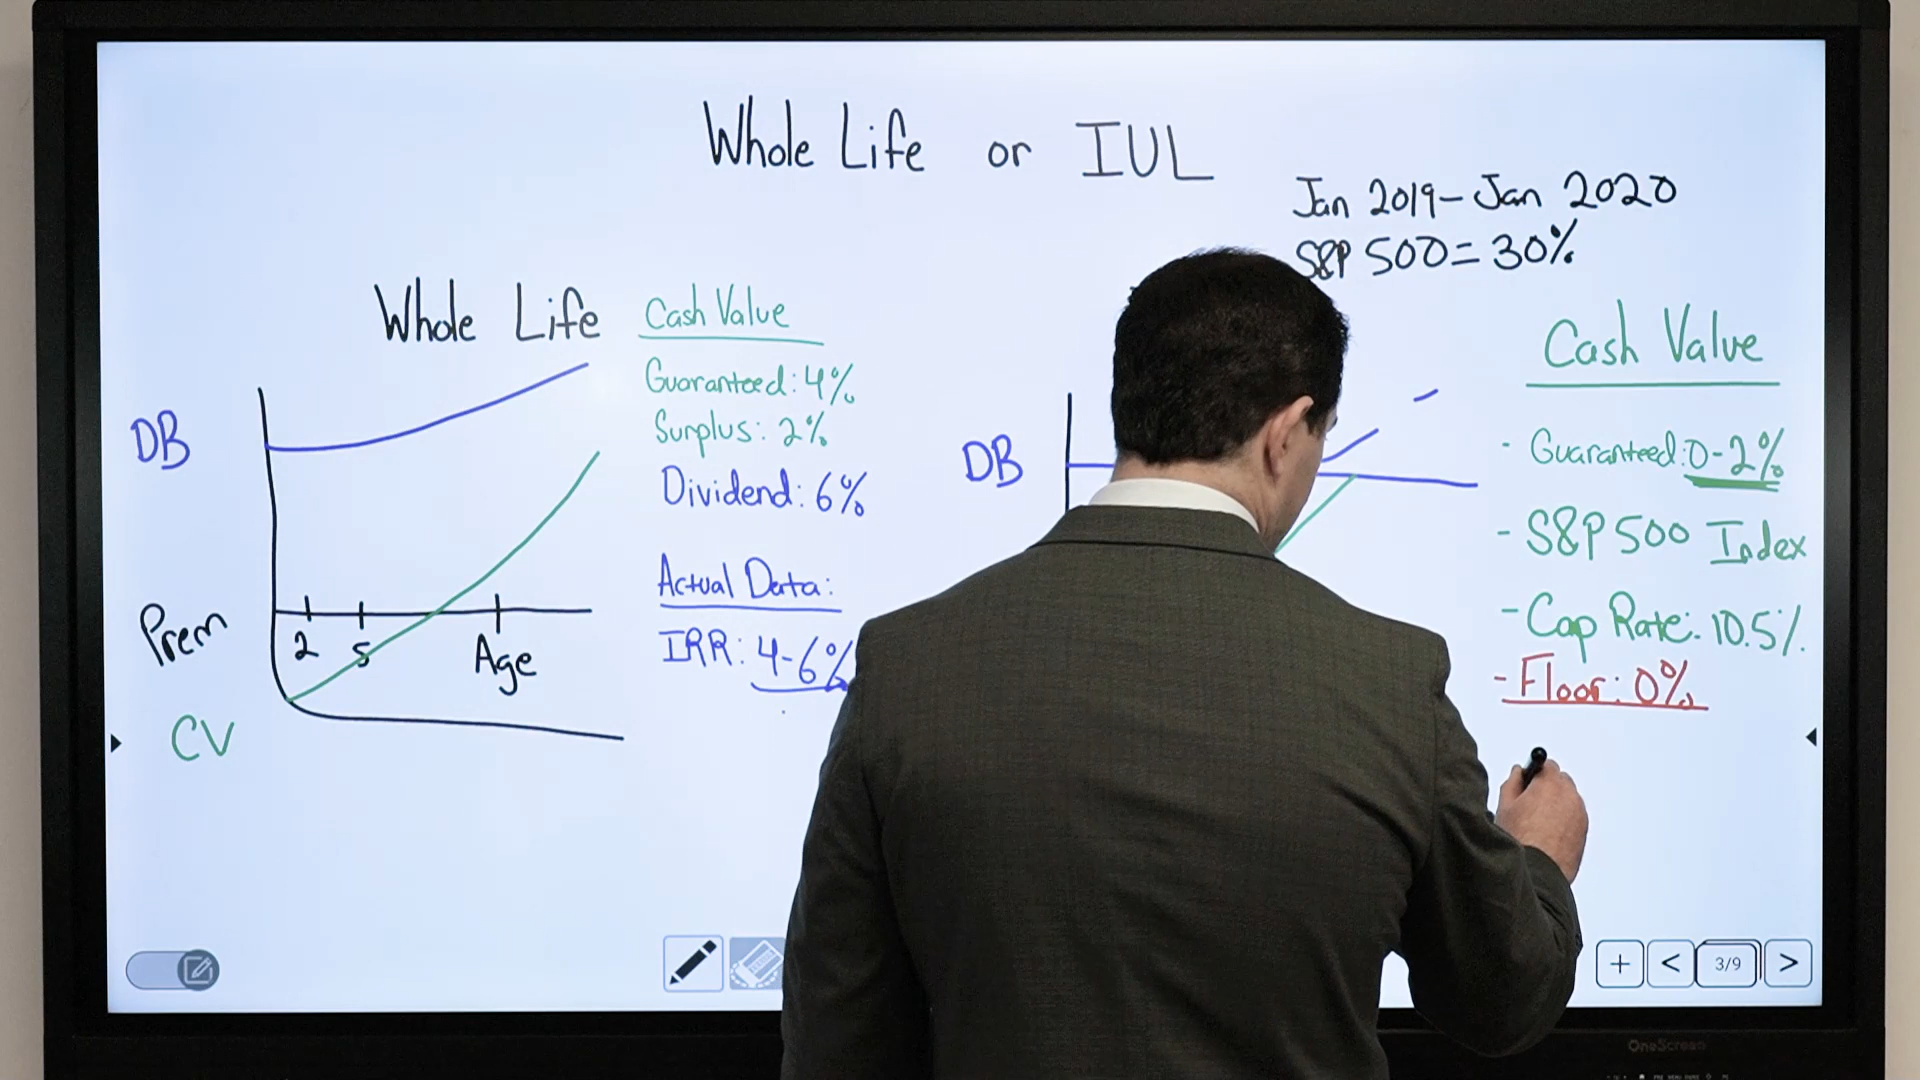 Whole Life or IUL
Jan 2019 - Jan 2020
S&P 500 = 30%
Whole Life
Cash Value
Guaranteed: 4%
Surplus: 2%
Dividend: 6%
Actual Data:
IRR: 4-6%
DB
Prem
CV
2 5 Age
DB
Cash Value
- Guaranteed: 0-2%
- S&P 500 Index
- Cap Rate: 10.5%
- Floor: 0%
3/9
OneScreen